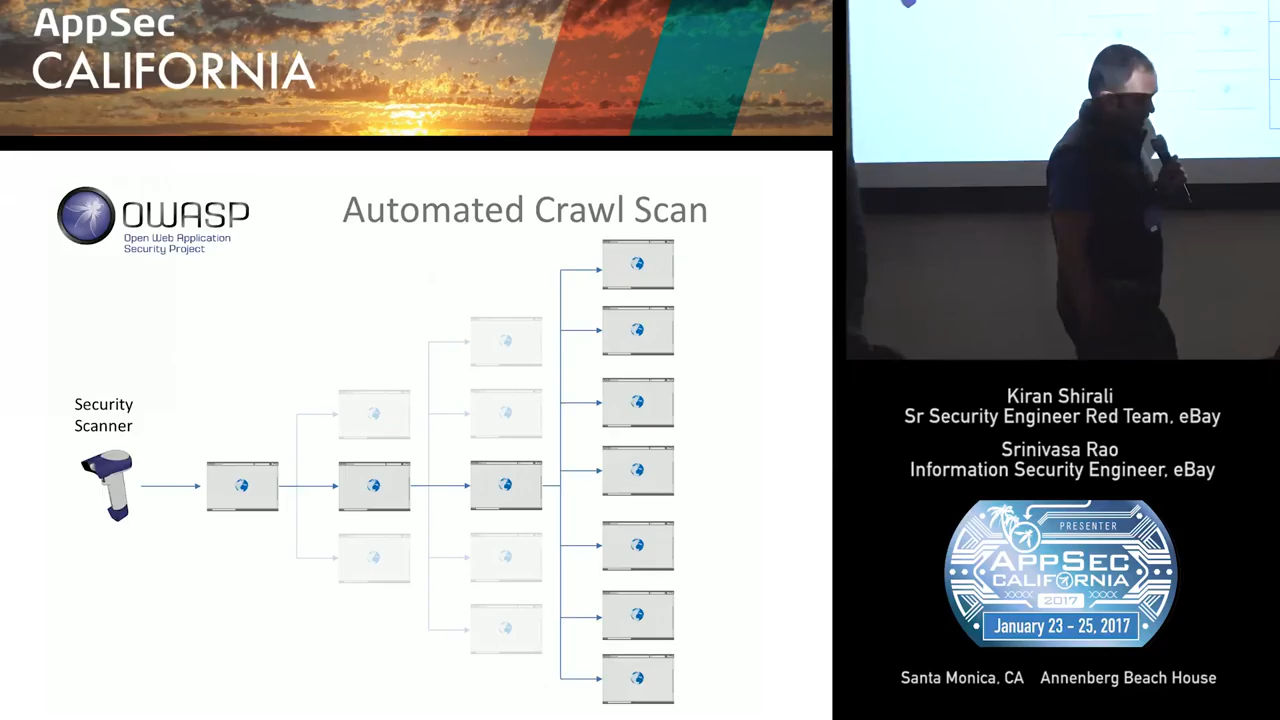 AppSec
CALIFORNIA
OWASP
Open Web Application
Security Project
Automated Crawl Scan
Security
Scanner
Kiran Shirali
Sr Security Engineer Red Team, eBay
Srinivasa Rao
Information Security Engineer, eBay
PRESENTER
APPSEC
CALIFORNIA
2017
January 23 - 25, 2017
Santa Monica, CA Annenberg Beach House